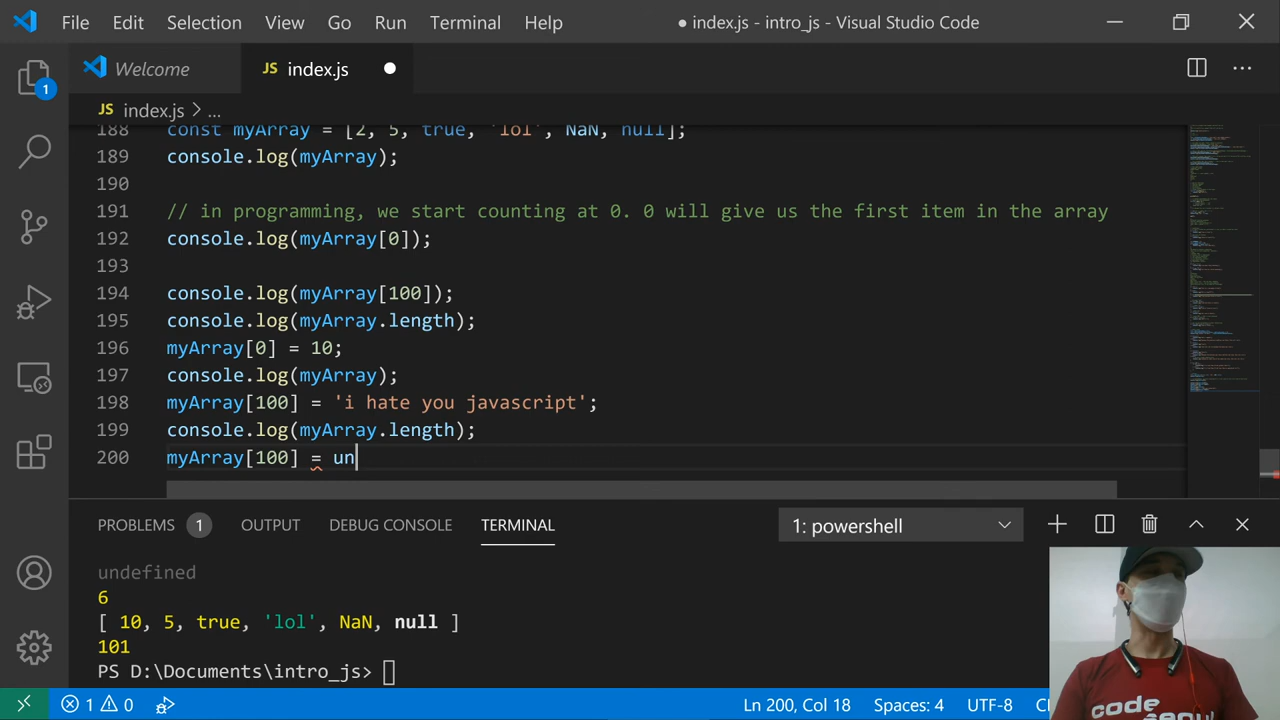 File Edit Selection View Go Run Terminal Help ● index.js - intro_js - Visual Studio Code
Welcome JS index.js
JS index.js > ...
1
188 const myArray = [2, 5, true, 'lol', NaN, null];
189 console.log(myArray);
190
191 // in programming, we start counting at 0. 0 will give us the first item in the array
192 console.log(myArray[0]);
193
194 console.log(myArray[100]);
195 console.log(myArray.length);
196 myArray[0] = 10;
197 console.log(myArray);
198 myArray[100] = 'i hate you javascript';
199 console.log(myArray.length);
200 myArray[100] = un
PROBLEMS 1 OUTPUT DEBUG CONSOLE TERMINAL 1: powershell
undefined
6
[ 10, 5, true, 'lol', NaN, null ]
101
PS D:\Documents\intro_js>
1 0 Ln 200, Col 18 Spaces: 4 UTF-8
code